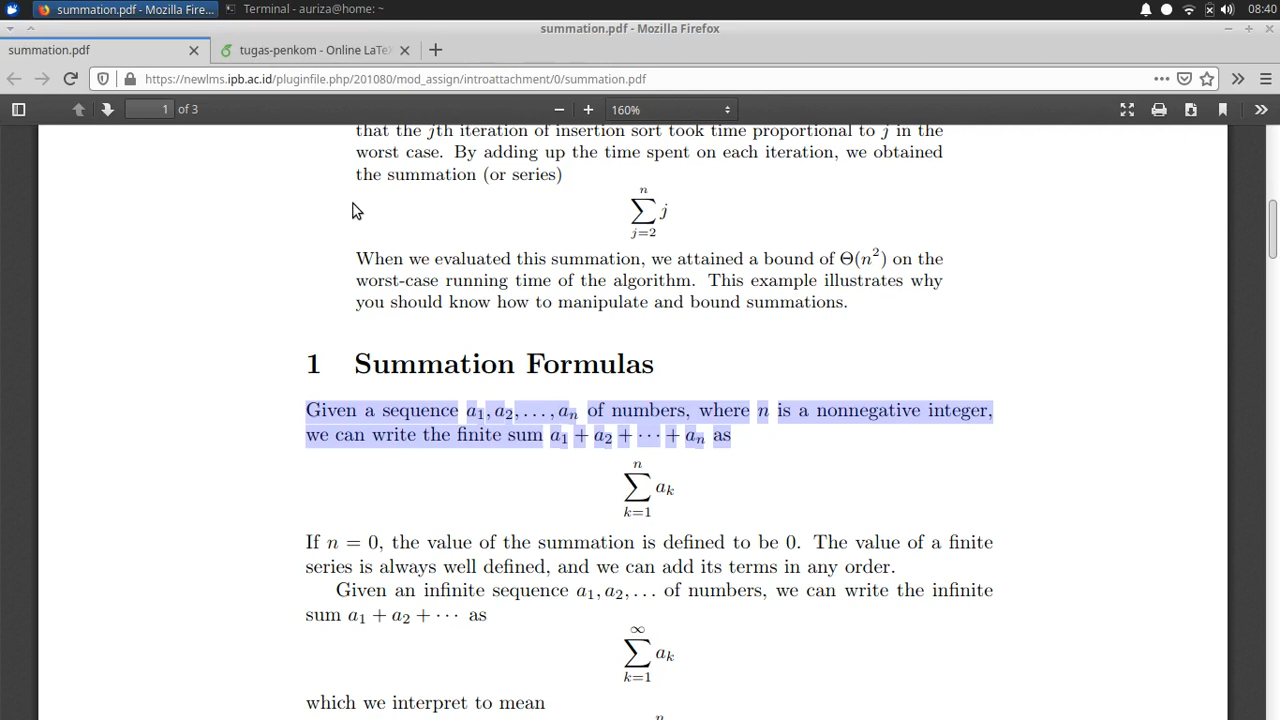 summation.pdf - Mozilla Fire... Terminal - auriza@home: ~ 08:40
summation.pdf - Mozilla Firefox
summation.pdf tugas-penkom - Online LaTeX
https://newlms.ipb.ac.id/pluginfile.php/201080/mod_assign/introattachment/0/summation.pdf
1 of 3 160%
that the jth iteration of insertion sort took time proportional to j in the
worst case. By adding up the time spent on each iteration, we obtained
the summation (or series)
n
∑ j
j=2
When we evaluated this summation, we attained a bound of Θ(n²) on the
worst-case running time of the algorithm. This example illustrates why
you should know how to manipulate and bound summations.
1 Summation Formulas
Given a sequence a₁, a₂, . . . , aₙ of numbers, where n is a nonnegative integer,
we can write the finite sum a₁ + a₂ + ⋯ + aₙ as
n
∑ aₖ
k=1
If n = 0, the value of the summation is defined to be 0. The value of a finite
series is always well defined, and we can add its terms in any order.
Given an infinite sequence a₁, a₂, . . . of numbers, we can write the infinite
sum a₁ + a₂ + ⋯ as
∞
∑ aₖ
k=1
which we interpret to mean
n